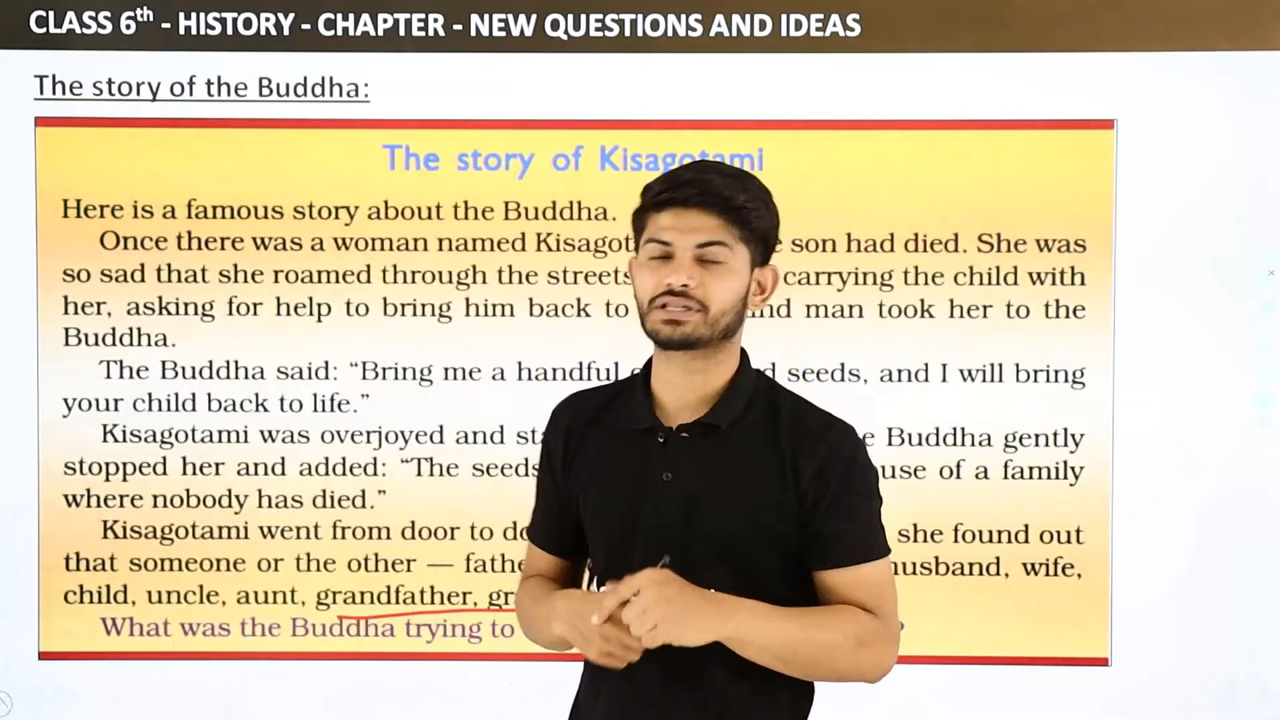 CLASS 6th - HISTORY - CHAPTER - NEW QUESTIONS AND IDEAS
The story of the Buddha:
The story of Kisagotami
Here is a famous story about the Buddha.
Once there was a woman named Kisagot son had died. She was
so sad that she roamed through the streets carrying the child with
her, asking for help to bring him back to man took her to the
Buddha.
The Buddha said: “Bring me a handful seeds, and I will bring
your child back to life.”
Kisagotami was overjoyed and Buddha gently
stopped her and added: “The seeds of a family
where nobody has died.”
Kisagotami went from door to she found out
that someone or the other — husband, wife,
child, uncle, aunt, grandfather,
What was the Buddha trying to ?